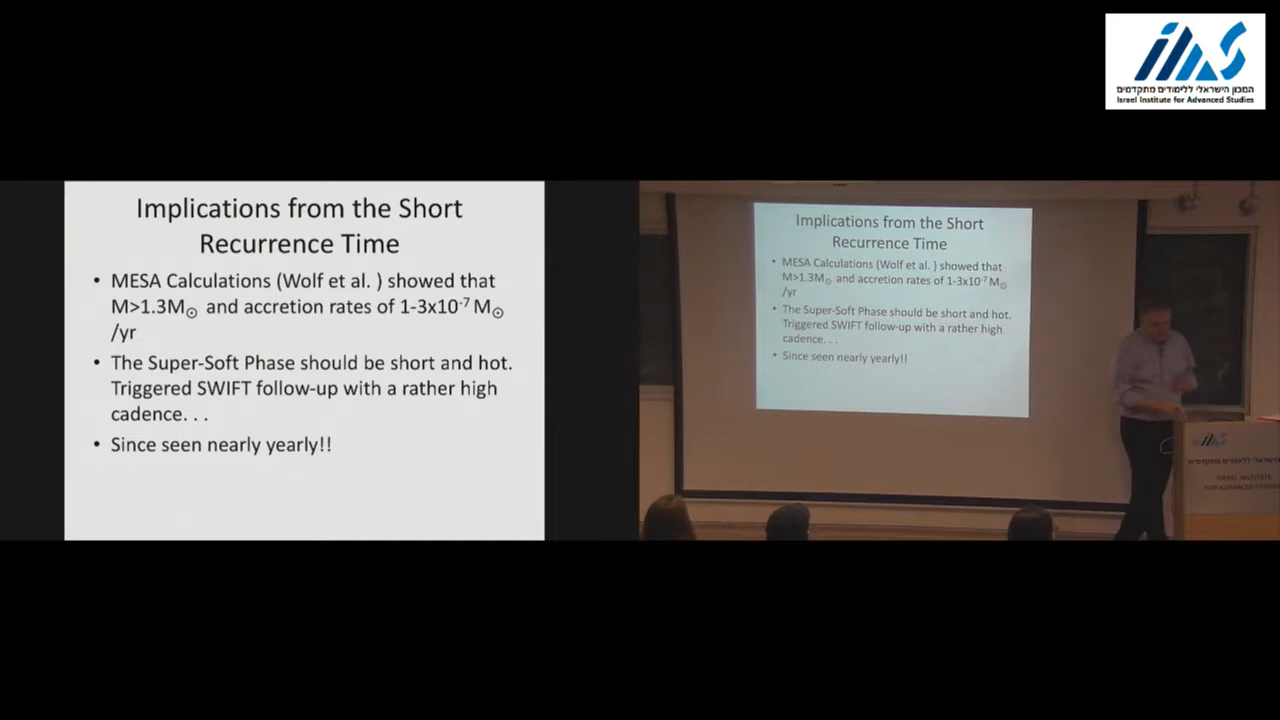 המכון הישראלי ללימודים מתקדמים
Israel Institute for Advanced Studies
Implications from the Short
Recurrence Time
• MESA Calculations (Wolf et al. ) showed that
M>1.3M☉ and accretion rates of 1-3x10⁻⁷ M☉
/yr
• The Super-Soft Phase should be short and hot.
Triggered SWIFT follow-up with a rather high
cadence. . .
• Since seen nearly yearly!!
Implications from the Short
Recurrence Time
• MESA Calculations (Wolf et al. ) showed that
M>1.3M☉ and accretion rates of 1-3x10⁻⁷ M☉
/yr
• The Super-Soft Phase should be short and hot.
Triggered SWIFT follow-up with a rather high
cadence. . .
• Since seen nearly yearly!!
ISRAEL INSTITUTE
FOR ADVANCED